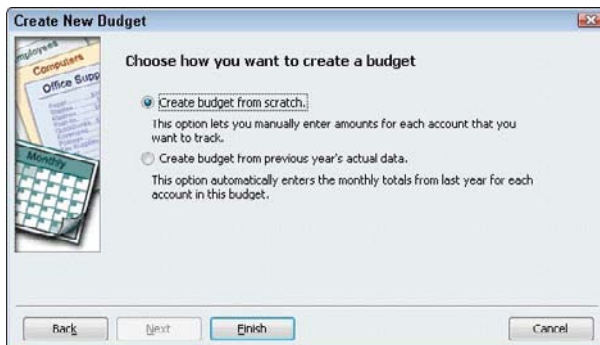 Create New Budget
Employees
Computers
Office Supp
Monthly
Choose how you want to create a budget
Create budget from scratch.
This option lets you manually enter amounts for each account that you
want to track.
Create budget from previous year's actual data.
This option automatically enters the monthly totals from last year for each
account in this budget.
Back
Next
Finish
Cancel